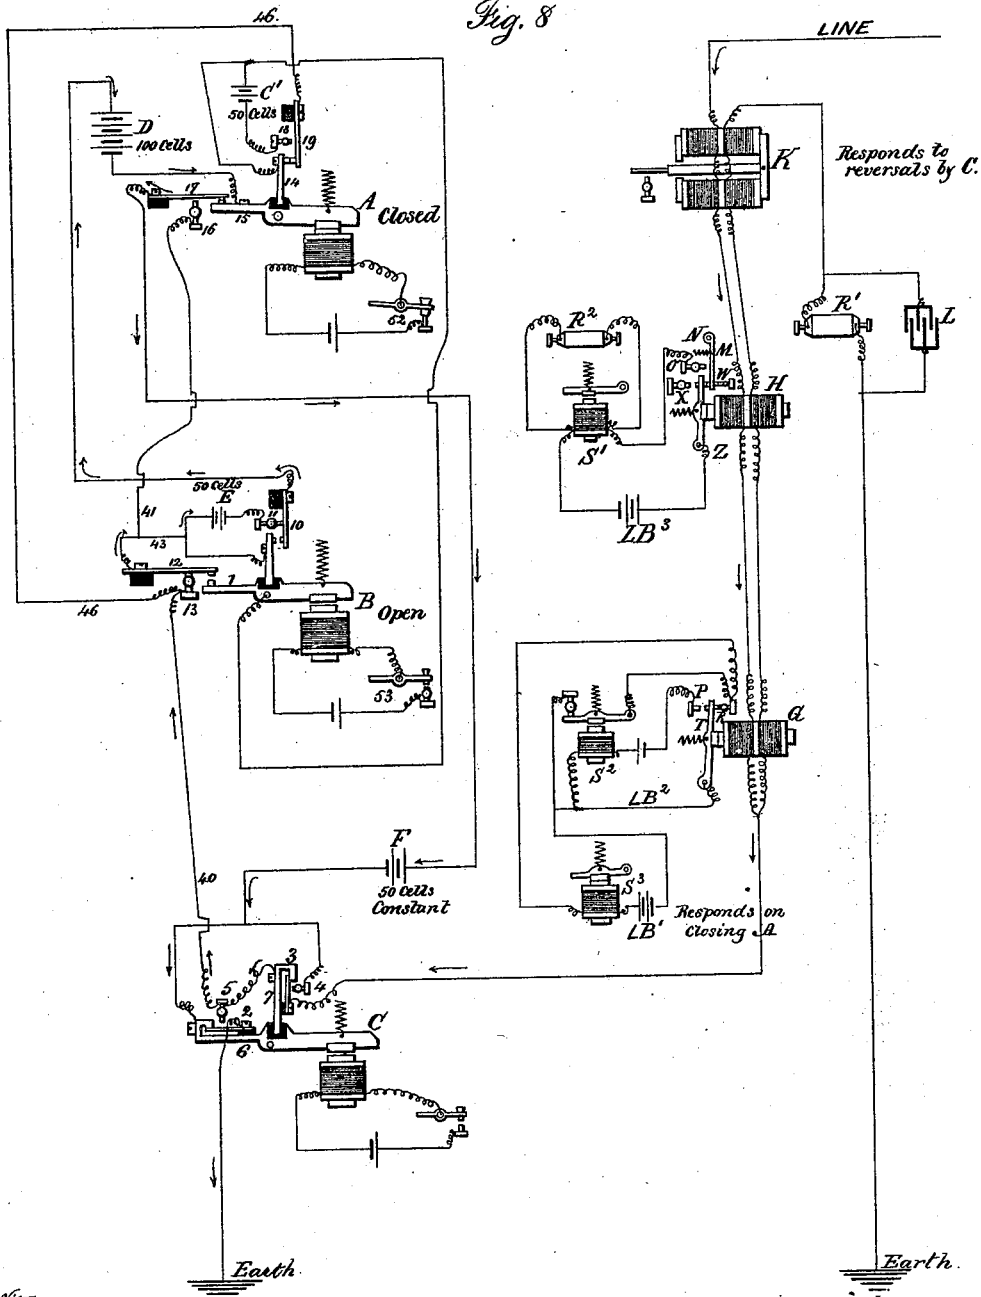 Fig. 8
46.
LINE
C'
50 Cells
D
100 Cells
18
19
K
Responds to
reversals by C.
17
14
15
A
Closed
16
52
R²
N
M
O
W
X
H
R'
L
S'
Z
LB³
50 Cells
E
41
11
10
43
12
1
B
46
13
Open
53
P
R
T
G
S²
LB²
F
50 Cells
Constant
40
S³
LB'
Responds on
Closing A
3
5
7
4
2
C
6
Earth.
Earth.